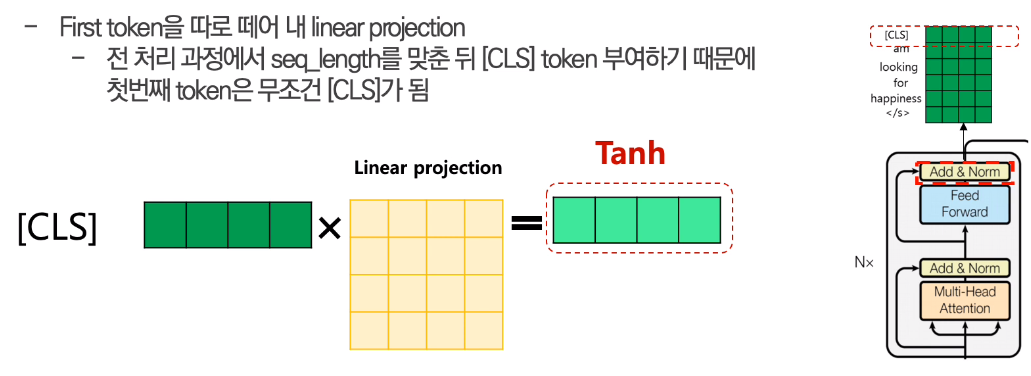 - First token을 따로 떼어 내 linear projection
- 전 처리 과정에서 seq_length를 맞춘 뒤 [CLS] token 부여하기 때문에
첫번째 token은 무조건 [CLS]가 됨
[CLS]
×
Linear projection
=
Tanh
[CLS]
am
looking
for
happiness
</s>
Add & Norm
Feed
Forward
N×
Add & Norm
Multi-Head
Attention